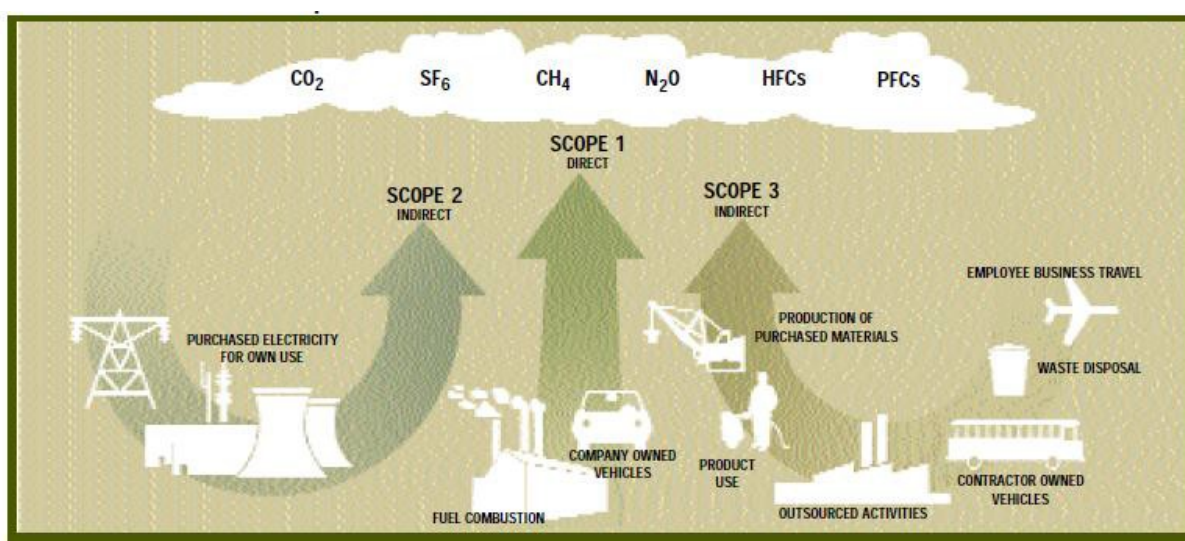 CO₂ SF₆ CH₄ N₂O HFCs PFCs
SCOPE 1
DIRECT
SCOPE 2
INDIRECT
SCOPE 3
INDIRECT
EMPLOYEE BUSINESS TRAVEL
PURCHASED ELECTRICITY
FOR OWN USE
PRODUCTION OF
PURCHASED MATERIALS
WASTE DISPOSAL
COMPANY OWNED
VEHICLES
PRODUCT
USE
CONTRACTOR OWNED
VEHICLES
FUEL COMBUSTION
OUTSOURCED ACTIVITIES